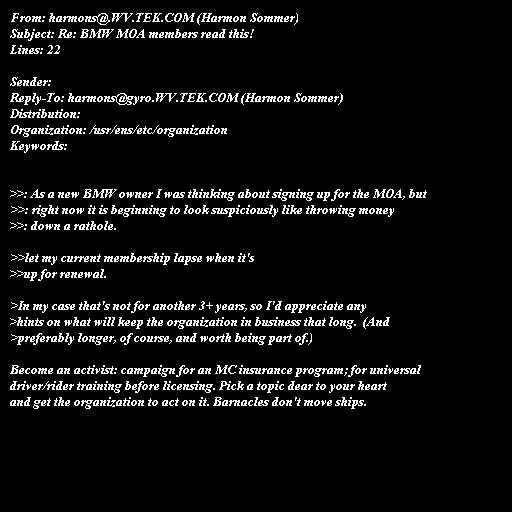 From: harmons@.WV.TEK.COM (Harmon Sommer)
Subject: Re: BMW MOA members read this!
Lines: 22

Sender:
Reply-To: harmons@gyro.WV.TEK.COM (Harmon Sommer)
Distribution:
Organization: /usr/ens/etc/organization
Keywords:

>>: As a new BMW owner I was thinking about signing up for the MOA, but
>>: right now it is beginning to look suspiciously like throwing money
>>: down a rathole.

>>let my current membership lapse when it's
>>up for renewal.

>In my case that's not for another 3+ years, so I'd appreciate any
>hints on what will keep the organization in business that long.  (And
>preferably longer, of course, and worth being part of.)

Become an activist: campaign for an MC insurance program; for universal
driver/rider training before licensing. Pick a topic dear to your heart
and get the organization to act on it. Barnacles don't move ships.